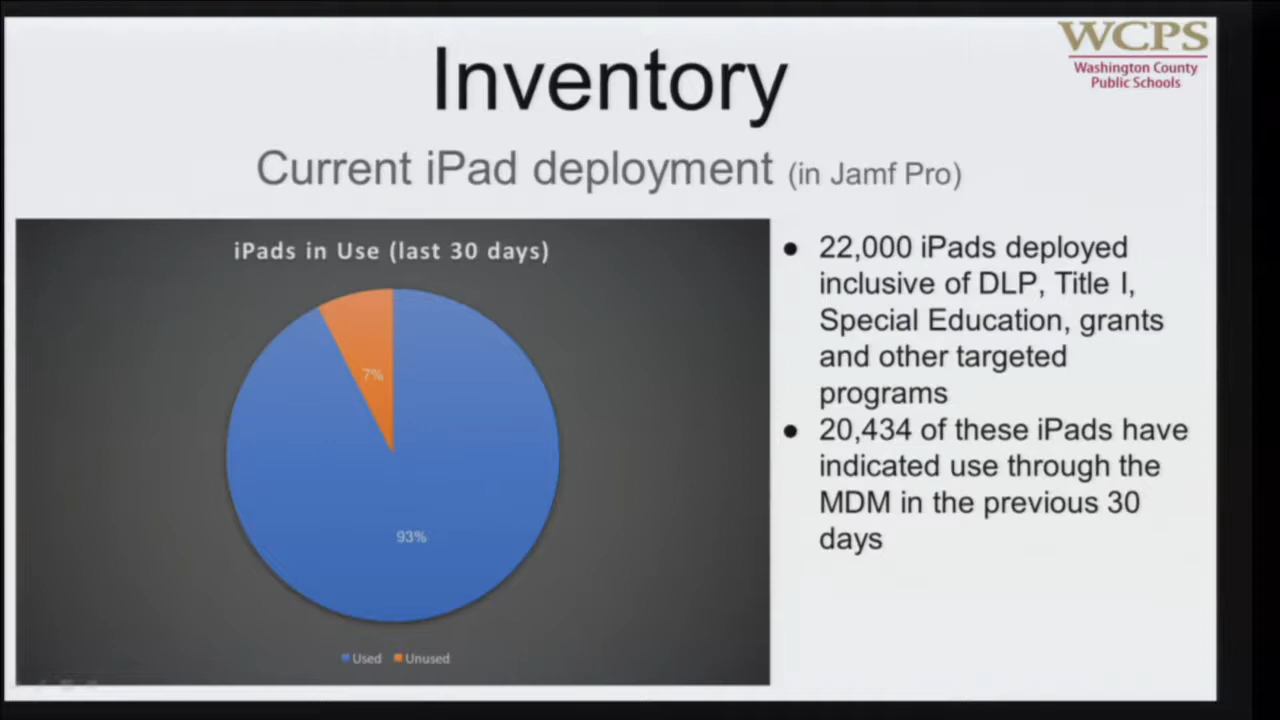 WCPS
Washington County
Public Schools
Inventory
Current iPad deployment (in Jamf Pro)
iPads in Use (last 30 days)
7%
93%
Used Unused
● 22,000 iPads deployed
inclusive of DLP, Title I,
Special Education, grants
and other targeted
programs
● 20,434 of these iPads have
indicated use through the
MDM in the previous 30
days